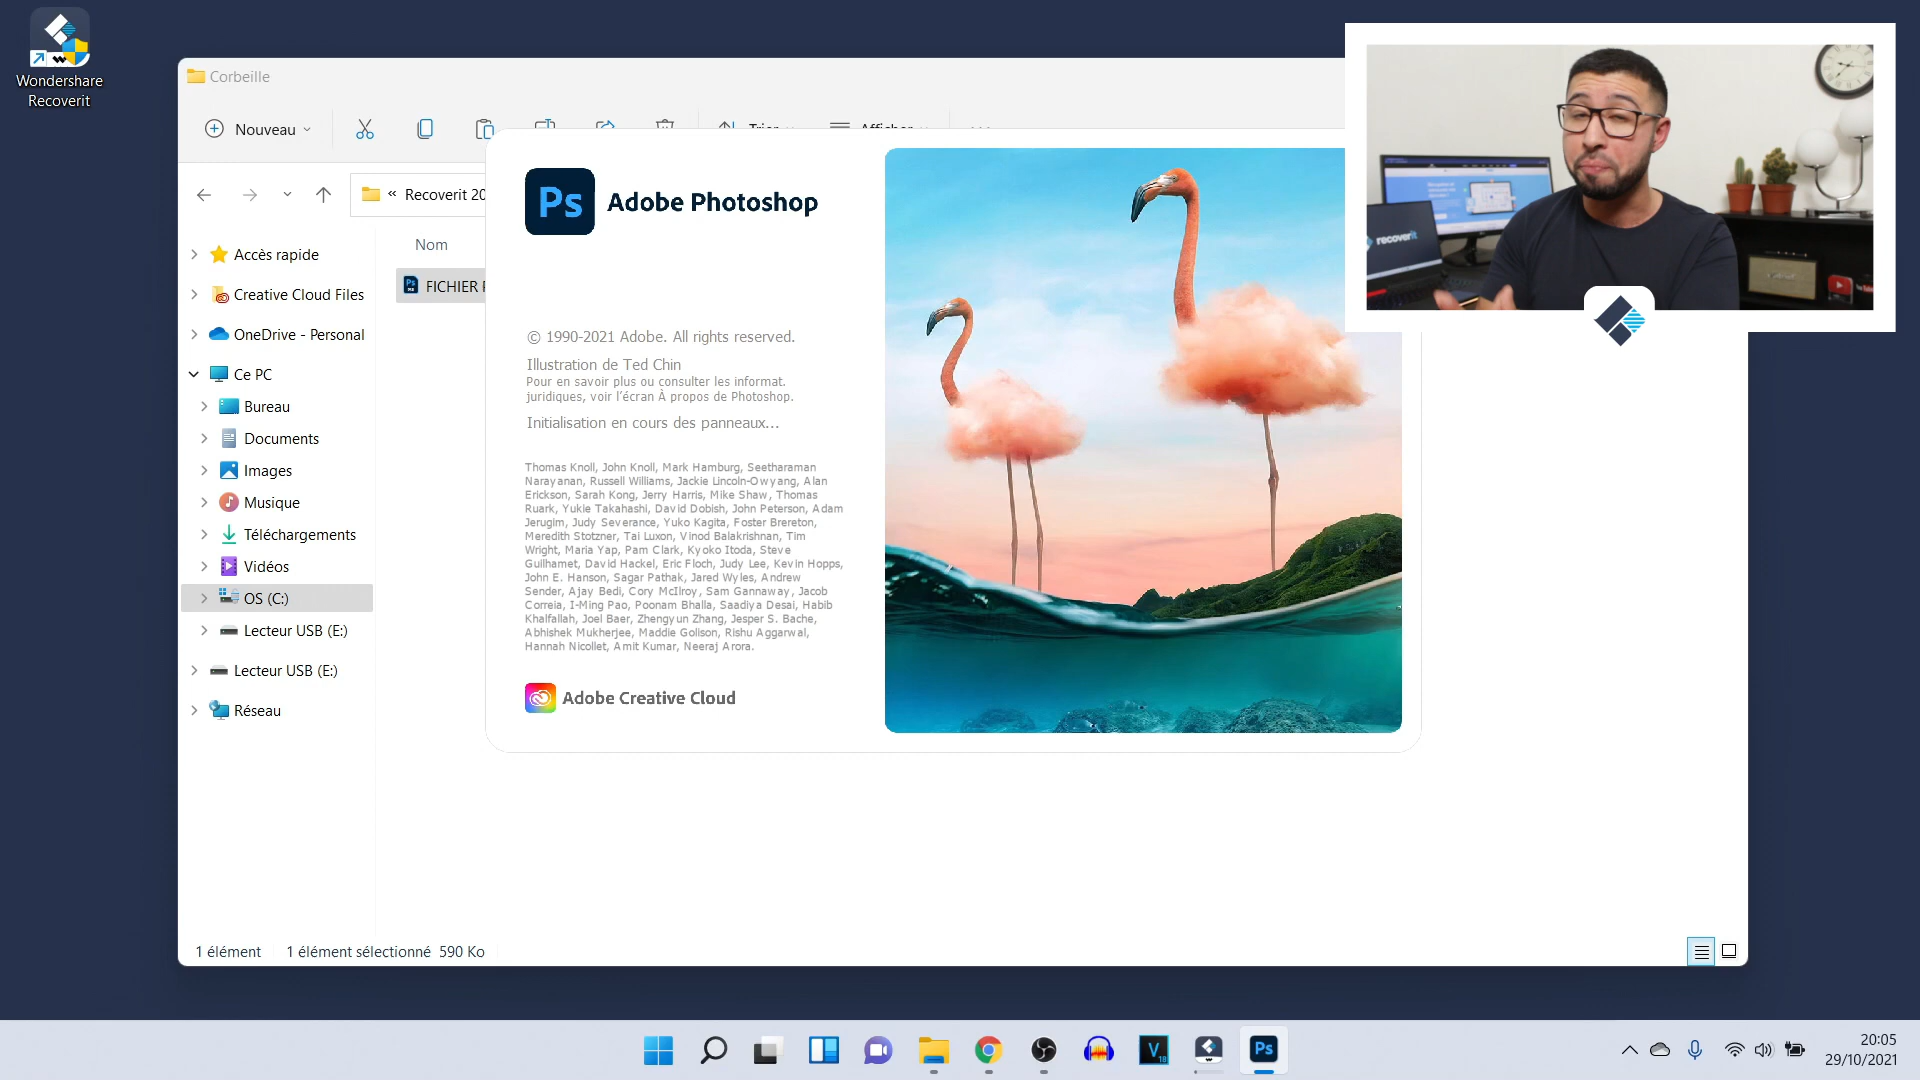 Wondershare
Recoverit
Corbeille
Nouveau
Trier
Afficher
« Recoverit 20
Nom
FICHIER
Accès rapide
Creative Cloud Files
OneDrive - Personal
Ce PC
Bureau
Documents
Images
Musique
Téléchargements
Vidéos
OS (C:)
Lecteur USB (E:)
Lecteur USB (E:)
Réseau
Ps Adobe Photoshop
© 1990-2021 Adobe. All rights reserved.
Illustration de Ted Chin
Pour en savoir plus ou consulter les informat.
juridiques, voir l'écran À propos de Photoshop.
Initialisation en cours des panneaux...
Thomas Knoll, John Knoll, Mark Hamburg, Seetharaman
Narayanan, Russell Williams, Jackie Lincoln-Owyang, Alan
Erickson, Sarah Kong, Jerry Harris, Mike Shaw, Thomas
Ruark, Yukie Takahashi, David Dobish, John Peterson, Adam
Jerugim, Judy Severance, Yuko Kagita, Foster Brereton,
Meredith Stotzner, Tai Luxon, Vinod Balakrishnan, Tim
Wright, Maria Yap, Pam Clark, Kyoko Itoda, Steve
Guilhamet, David Hackel, Eric Floch, Judy Lee, Kevin Hopps,
John E. Hanson, Sagar Pathak, Jared Wyles, Andrew
Sender, Ajay Bedi, Cory McIlroy, Sam Gannaway, Jacob
Correia, I-Ming Pao, Poonam Bhalla, Saadiya Desai, Habib
Khalfallah, Joel Baer, Zhengyun Zhang, Jesper S. Bache,
Abhishek Mukherjee, Maddie Golison, Rishu Aggarwal,
Hannah Nicollet, Amit Kumar, Neeraj Arora.
Adobe Creative Cloud
recoverit
1 élément 1 élément sélectionné 590 Ko
V
18
Ps
20:05
29/10/2021